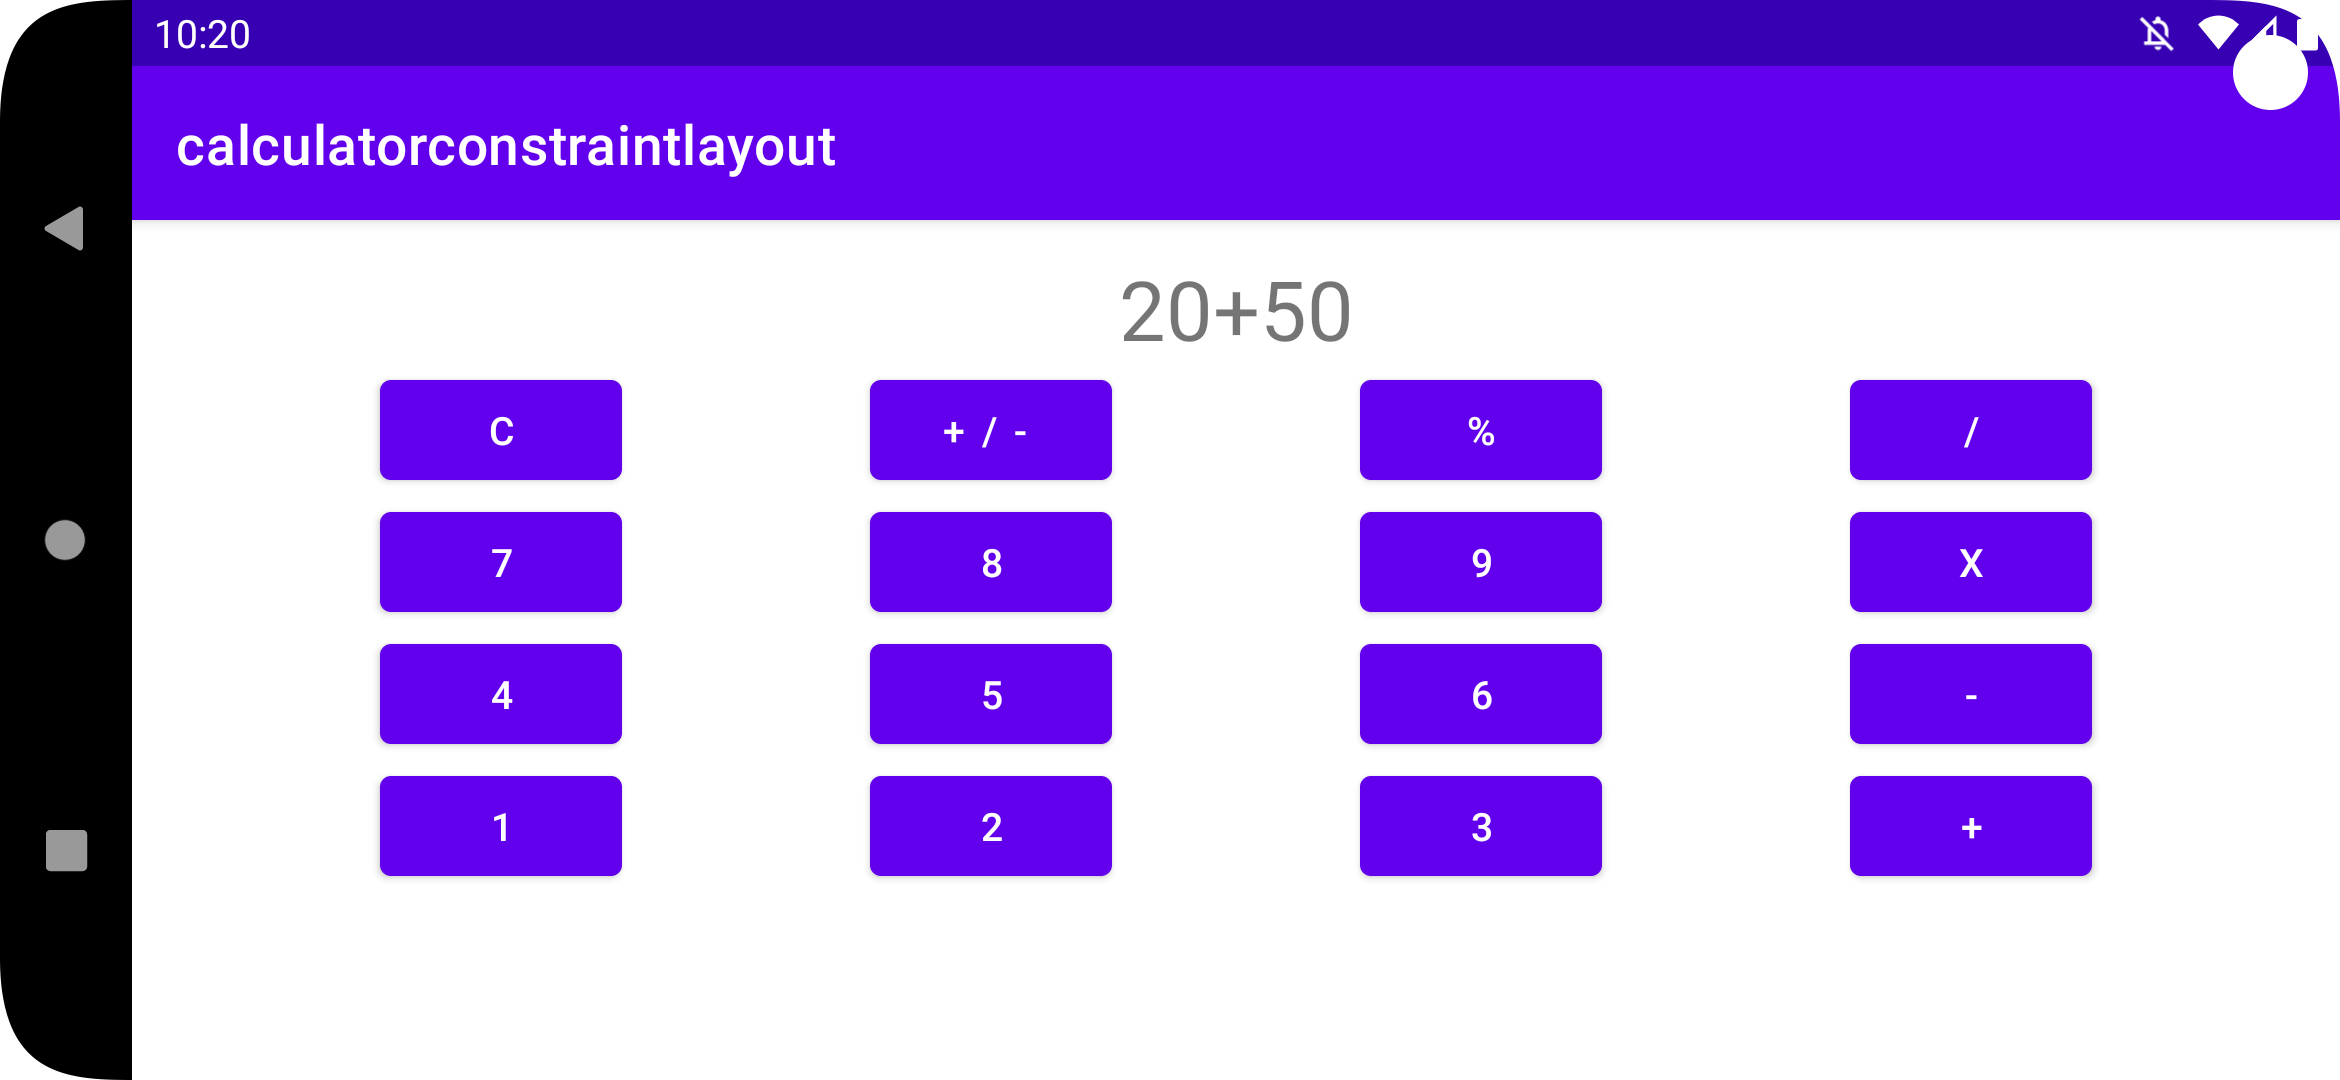 10:20
calculatorconstraintlayout
20+50
C + / - % /
7 8 9 X
4 5 6 -
1 2 3 +